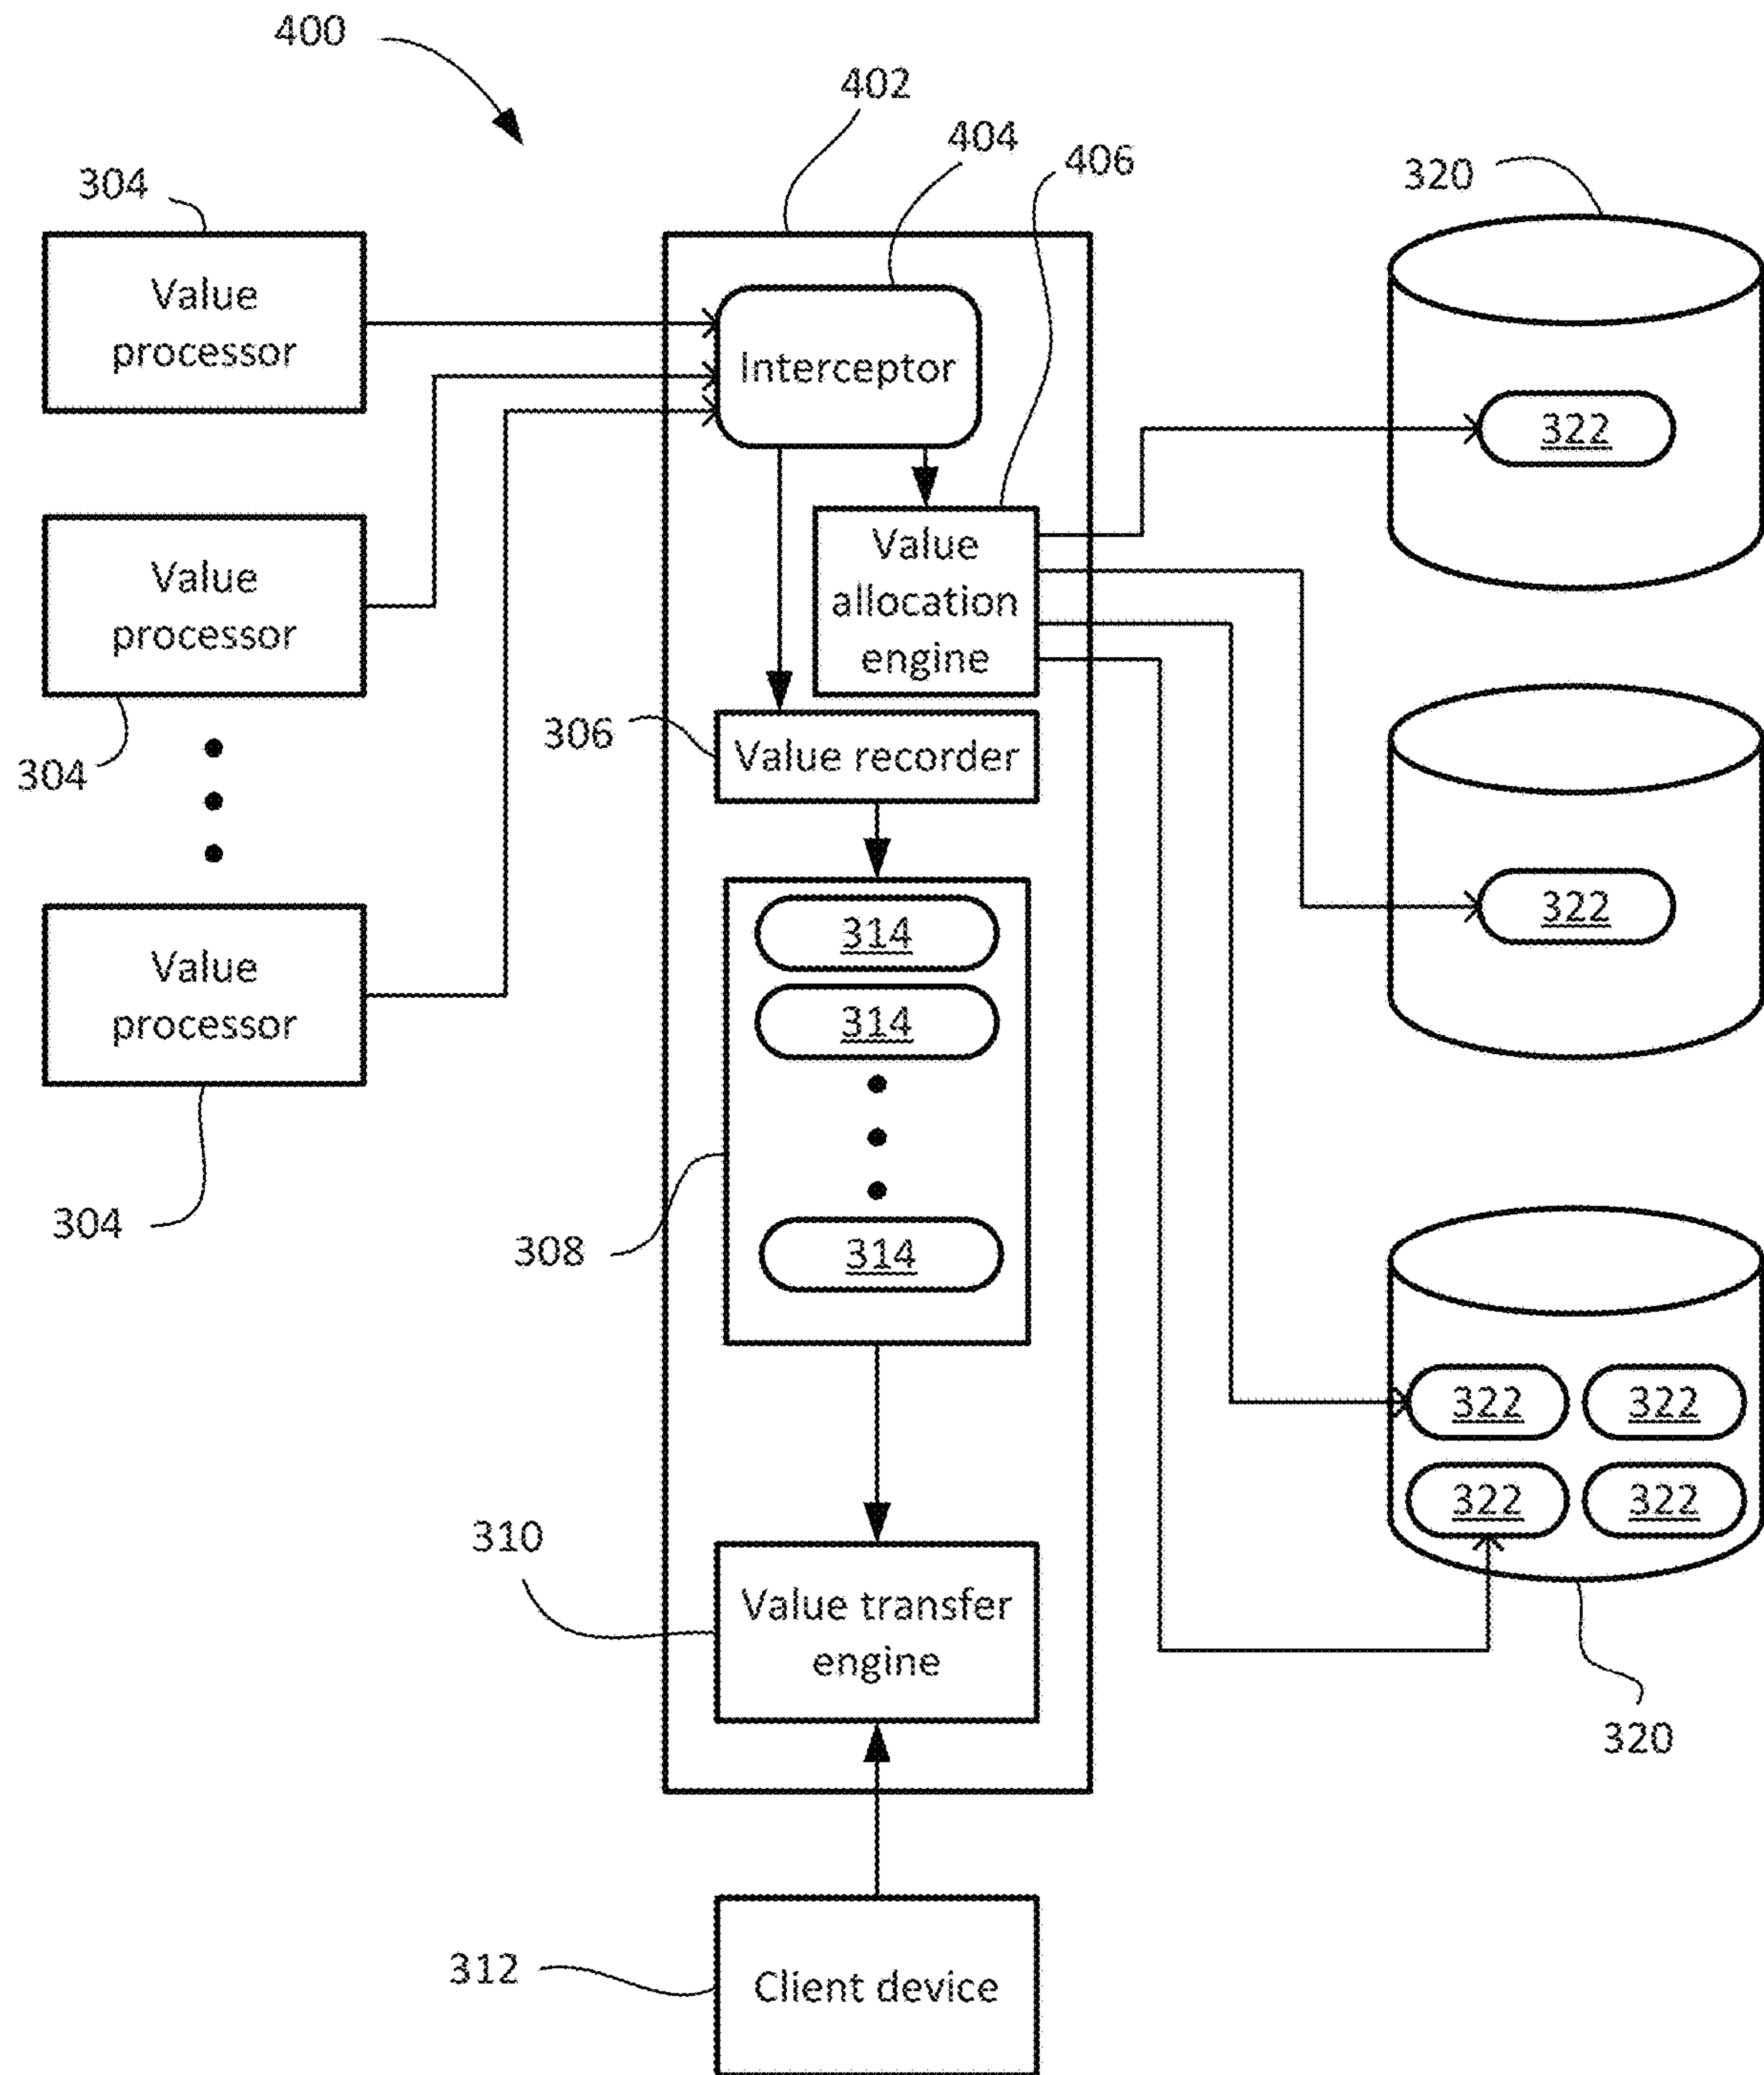 400
402
404
406
304
320
Value
processor
Interceptor
322
Value
processor
Value
allocation
engine
304
306
Value recorder
322
314
Value
processor
314
304
308
314
322
322
322
322
310
Value transfer
engine
320
312
Client device